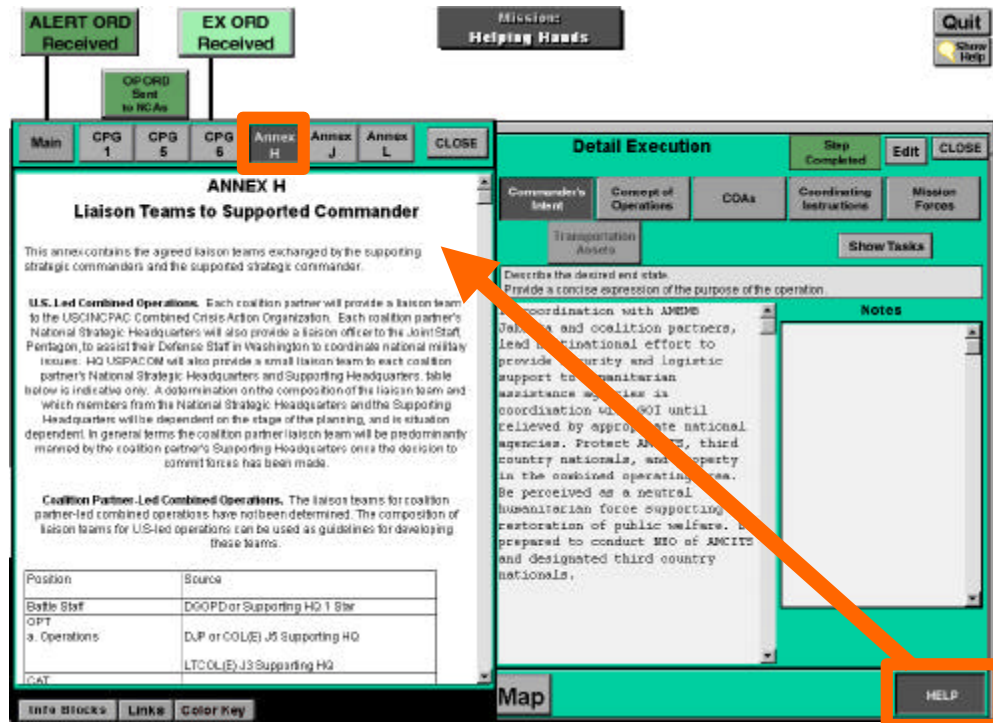 ALERT ORD
Received
EX ORD
Received
Mission:
Helping Hands
Quit
Show
Help
OPORD
Sent
to NCAs
Main
CPG
1
CPG
5
CPG
6
Annex
H
Annex
J
Annex
L
CLOSE
ANNEX H
Liaison Teams to Supported Commander
This annex contains the agreed liaison teams exchanged by the supporting
strategic commanders and the supported strategic commander.
U.S. Led Combined Operations. Each coalition partner will provide a liaison team
to the USCINCPAC Combined Crisis Action Organization. Each coalition partner's
National Strategic Headquarters will also provide a liaison officer to the Joint Staff,
Pentagon, to assist their Defense Staff in Washington to coordinate national military
issues. HQ USPACOM will also provide a small liaison team to each coalition
partner's National Strategic Headquarters and Supporting Headquarters. table
below is indicative only. A determination on the composition of the liaison team and
which members from the National Strategic Headquarters and the Supporting
Headquarters will be dependent on the stage of the planning, and is situation
dependent. In general terms the coalition partner liaison team will be predominantly
manned by the coalition partner's Supporting Headquarters once the decision to
commit forces has been made.
Coalition Partner-Led Combined Operations. The liaison teams for coalition
partner-led combined operations have not been determined. The composition of
liaison teams for U.S-led operations can be used as guidelines for developing
these teams.
Position Source
Battle Staff DGOPD or Supporting HQ 1 Star
OPT
a. Operations DJP or COL(E) J5 Supporting HQ
LTCOL(E) J3 Supporting HQ
CAT
Info Blocks
Links
Color Key
Detail Execution
Step
Completed
Edit
CLOSE
Commander's
Intent
Concept of
Operations
COAs
Coordinating
Instructions
Mission
Forces
Transportation
Assets
Show Tasks
Describe the desired end state.
Provide a concise expression of the purpose of the operation.
coordination with AMEMB
and coalition partners,
lead national effort to
provide security and logistic
support to humanitarian
assistance agencies in
coordination with GOI until
relieved by appropriate national
agencies. Protect third
country nationals, and property
in the combined operating area.
Be perceived as a neutral
humanitarian force supporting
restoration of public welfare.
prepared to conduct NEO of AMCITS
and designated third country
nationals.
Notes
Map
HELP